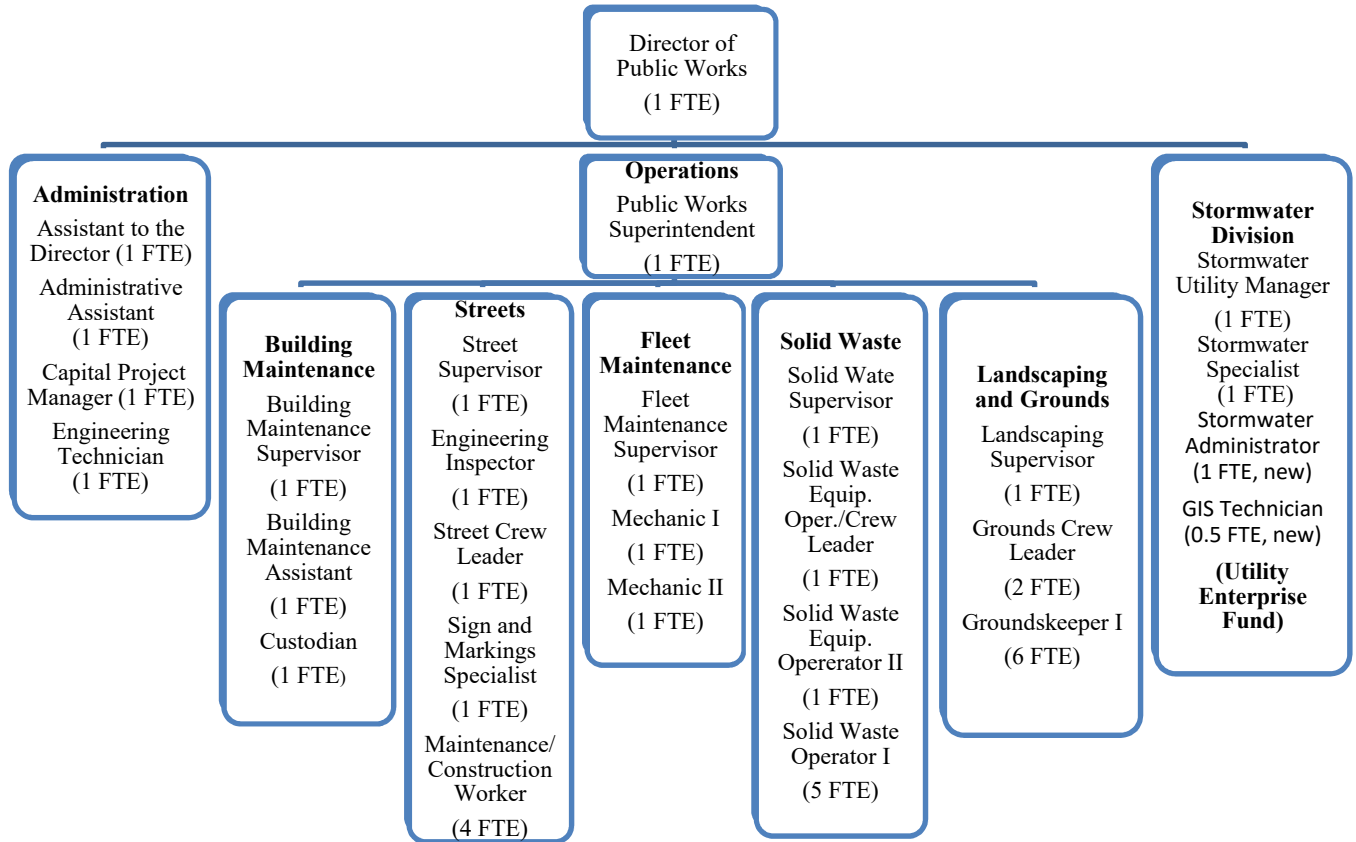 Director of
Public Works
(1 FTE)
Administration
Assistant to the
Director (1 FTE)
Administrative
Assistant
(1 FTE)
Capital Project
Manager (1 FTE)
Engineering
Technician
(1 FTE)
Operations
Public Works
Superintendent
(1 FTE)
Building
Maintenance
Building
Maintenance
Supervisor
(1 FTE)
Building
Maintenance
Assistant
(1 FTE)
Custodian
(1 FTE)
Streets
Street
Supervisor
(1 FTE)
Engineering
Inspector
(1 FTE)
Street Crew
Leader
(1 FTE)
Sign and
Markings
Specialist
(1 FTE)
Maintenance/
Construction
Worker
(4 FTE)
Fleet
Maintenance
Fleet
Maintenance
Supervisor
(1 FTE)
Mechanic I
(1 FTE)
Mechanic II
(1 FTE)
Solid Waste
Solid Wate
Supervisor
(1 FTE)
Solid Waste
Equip.
Oper./Crew
Leader
(1 FTE)
Solid Waste
Equip.
Opererator II
(1 FTE)
Solid Waste
Operator I
(5 FTE)
Landscaping
and Grounds
Landscaping
Supervisor
(1 FTE)
Grounds Crew
Leader
(2 FTE)
Groundskeeper I
(6 FTE)
Stormwater
Division
Stormwater
Utility Manager
(1 FTE)
Stormwater
Specialist
(1 FTE)
Stormwater
Administrator
(1 FTE, new)
GIS Technician
(0.5 FTE, new)
(Utility
Enterprise
Fund)